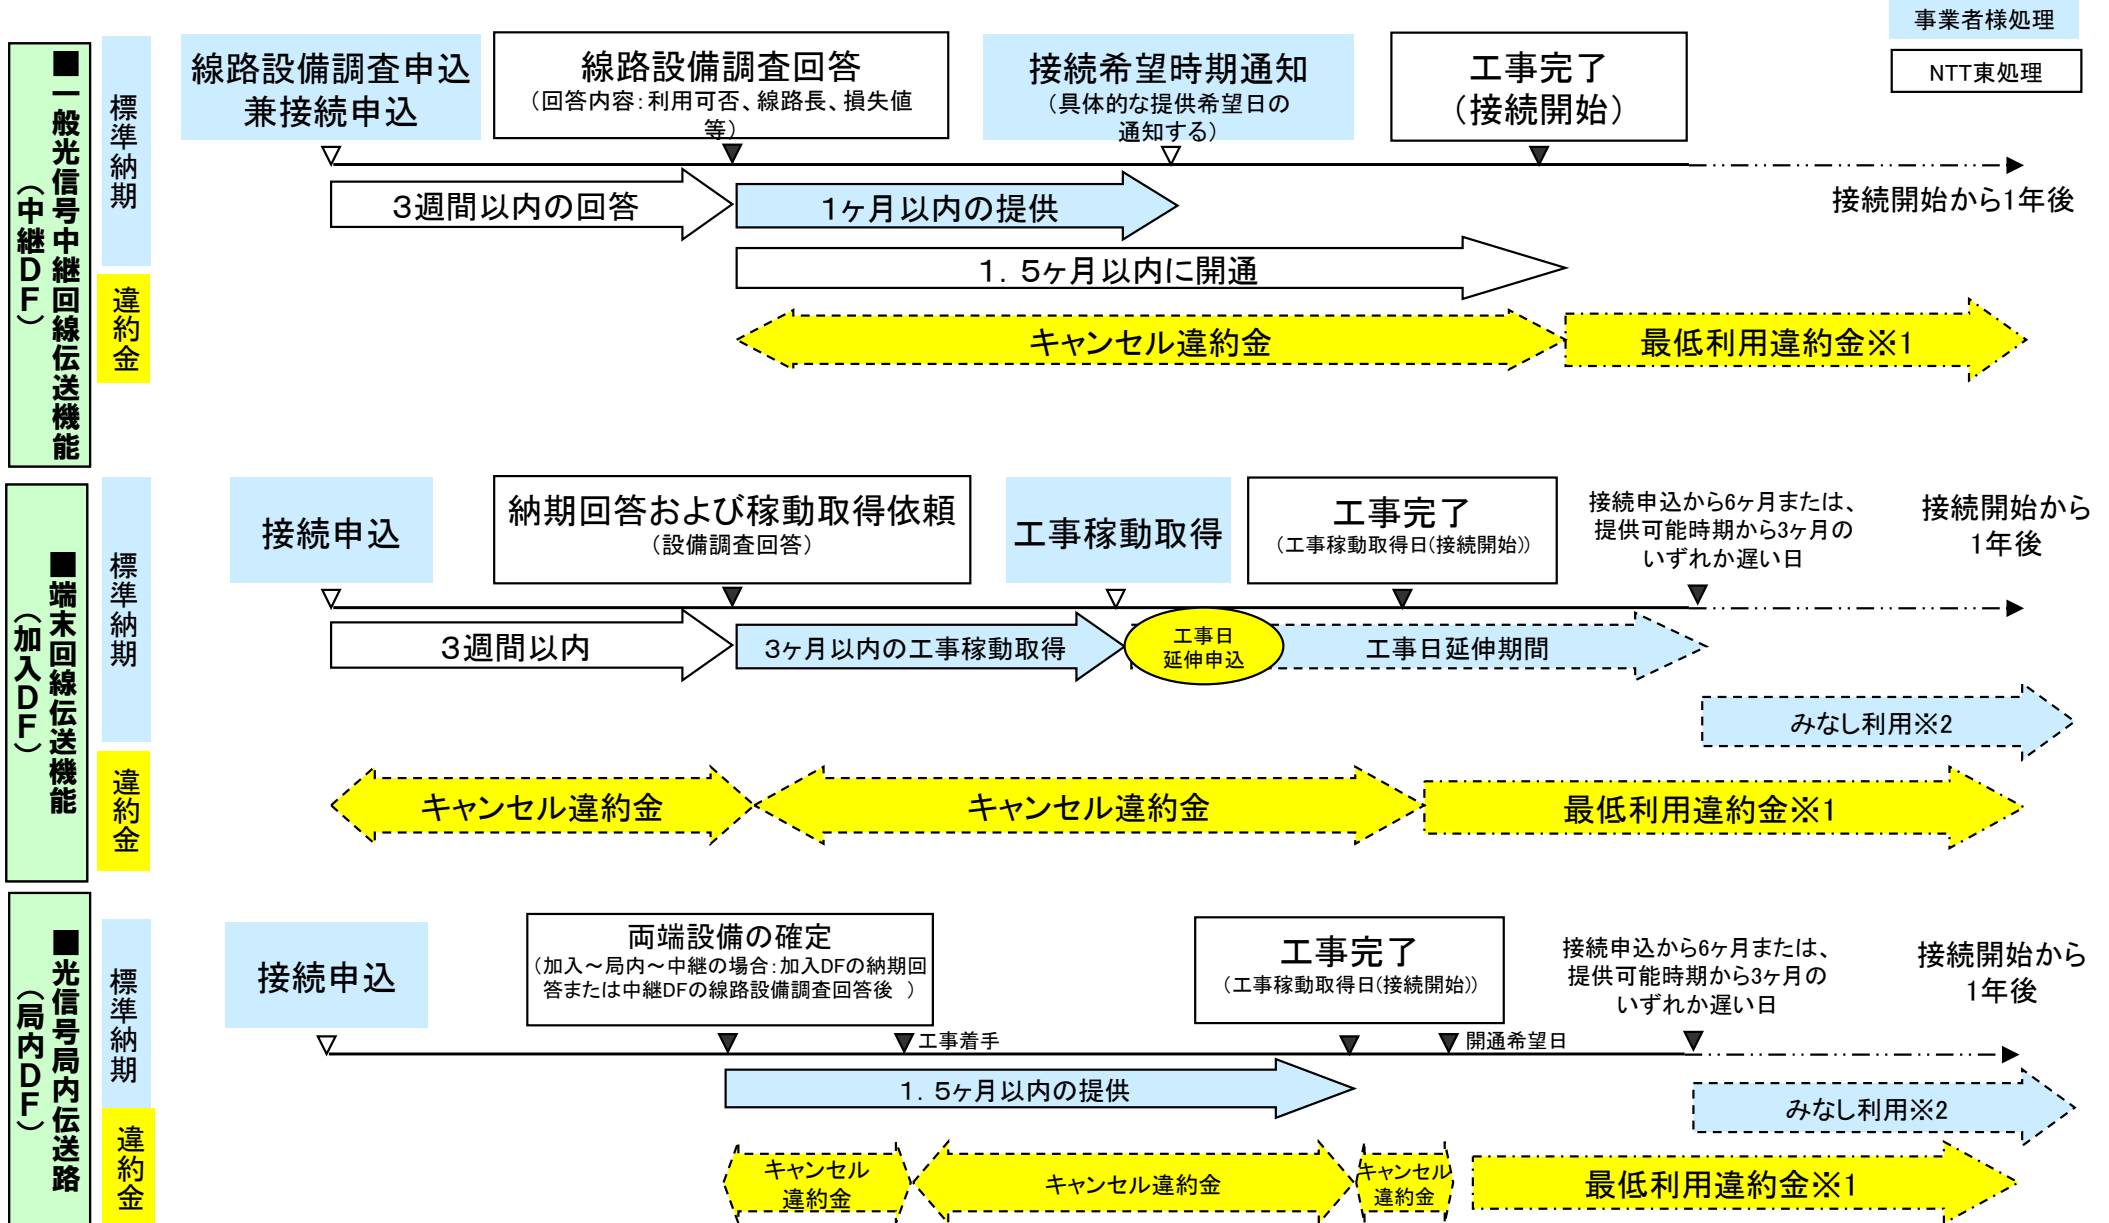 事業者様処理
NTT東処理
■一般光信号中継回線伝送機能
（中継DF）
標準納期
違約金
線路設備調査申込
兼接続申込
線路設備調査回答
（回答内容：利用可否、線路長、損失値
等）
接続希望時期通知
（具体的な提供希望日の
通知する）
工事完了
（接続開始）
3週間以内の回答
1ヶ月以内の提供
接続開始から1年後
1．5ヶ月以内に開通
キャンセル違約金
最低利用違約金※1
■端末回線伝送機能
（加入DF）
標準納期
違約金
接続申込
納期回答および稼動取得依頼
（設備調査回答）
工事稼動取得
工事完了
（工事稼動取得日(接続開始)）
接続申込から6ヶ月または、
提供可能時期から3ヶ月の
いずれか遅い日
接続開始から
1年後
3週間以内
3ヶ月以内の工事稼動取得
工事日
延伸申込
工事日延伸期間
みなし利用※2
キャンセル違約金
キャンセル違約金
最低利用違約金※1
■光信号局内伝送路
（局内DF）
標準納期
違約金
接続申込
両端設備の確定
（加入～局内～中継の場合：加入DFの納期回
答または中継DFの線路設備調査回答後　）
工事完了
（工事稼動取得日(接続開始)）
接続申込から6ヶ月または、
提供可能時期から3ヶ月の
いずれか遅い日
接続開始から
1年後
工事着手
開通希望日
1．5ヶ月以内の提供
みなし利用※2
キャンセル
違約金
キャンセル違約金
キャンセル
違約金
最低利用違約金※1